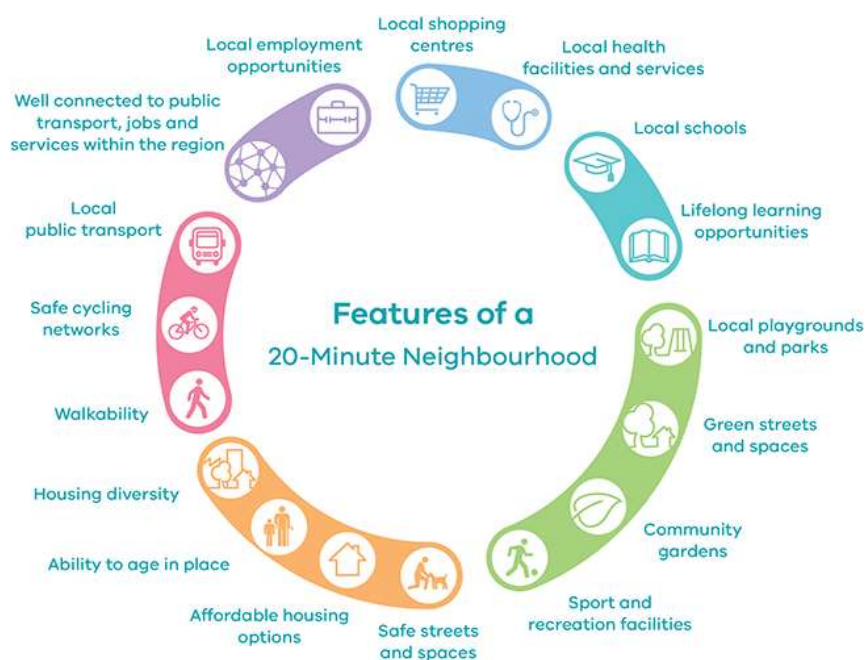 Features of a
20-Minute Neighbourhood
Local shopping
centres
Local health
facilities and services
Local schools
Lifelong learning
opportunities
Local playgrounds
and parks
Green streets
and spaces
Community
gardens
Sport and
recreation facilities
Safe streets
and spaces
Affordable housing
options
Ability to age in place
Housing diversity
Walkability
Safe cycling
networks
Local
public transport
Well connected to public
transport, jobs and
services within the region
Local employment
opportunities